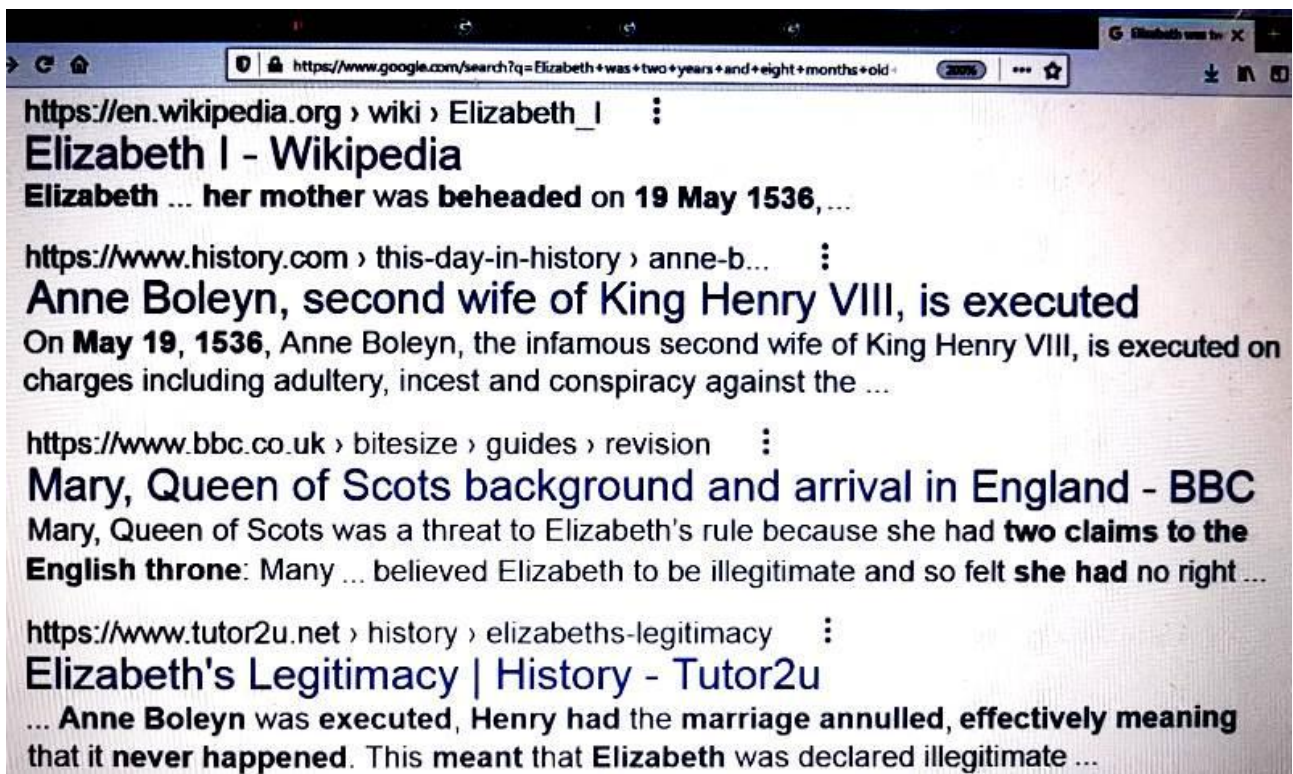 G Elizabeth was tw
https://www.google.com/search?q=Elizabeth+was+two+years+and+eight+months+old+
200%
https://en.wikipedia.org › wiki › Elizabeth_I
Elizabeth I - Wikipedia
Elizabeth ... her mother was beheaded on 19 May 1536, ...
https://www.history.com › this-day-in-history › anne-b...
Anne Boleyn, second wife of King Henry VIII, is executed
On May 19, 1536, Anne Boleyn, the infamous second wife of King Henry VIII, is executed on
charges including adultery, incest and conspiracy against the ...
https://www.bbc.co.uk › bitesize › guides › revision
Mary, Queen of Scots background and arrival in England - BBC
Mary, Queen of Scots was a threat to Elizabeth's rule because she had two claims to the
English throne: Many ... believed Elizabeth to be illegitimate and so felt she had no right ...
https://www.tutor2u.net › history › elizabeths-legitimacy
Elizabeth's Legitimacy | History - Tutor2u
... Anne Boleyn was executed, Henry had the marriage annulled, effectively meaning
that it never happened. This meant that Elizabeth was declared illegitimate ...